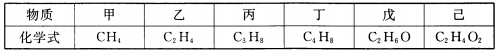 物质 甲 乙 丙 丁 戊 己
化学式 CH₄ C₂H₄ C₃H₈ C₄H₈ C₂H₆O C₂H₄O₂